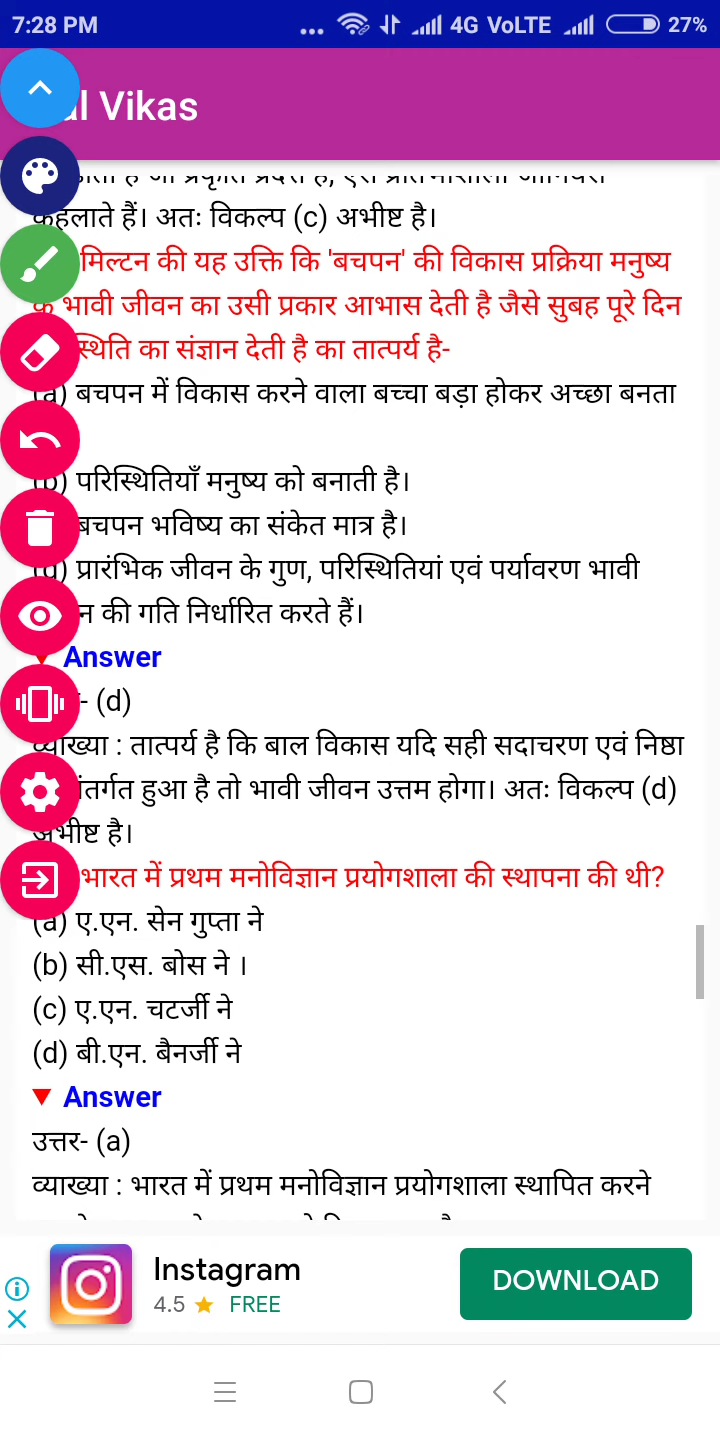 7:28 PM ... 4G VoLTE 27%
Vikas
कहलाते हैं। अतः विकल्प (c) अभीष्ट है।
मिल्टन की यह उक्ति कि 'बचपन' की विकास प्रक्रिया मनुष्य
के भावी जीवन का उसी प्रकार आभास देती है जैसे सुबह पूरे दिन
स्थिति का संज्ञान देती है का तात्पर्य है-
(a) बचपन में विकास करने वाला बच्चा बड़ा होकर अच्छा बनता
(b) परिस्थितियाँ मनुष्य को बनाती है।
बचपन भविष्य का संकेत मात्र है।
(d) प्रारंभिक जीवन के गुण, परिस्थितियां एवं पर्यावरण भावी
की गति निर्धारित करते हैं।
Answer
- (d)
व्याख्या : तात्पर्य है कि बाल विकास यदि सही सदाचरण एवं निष्ठा
हुआ है तो भावी जीवन उत्तम होगा। अतः विकल्प (d)
अभीष्ट है।
भारत में प्रथम मनोविज्ञान प्रयोगशाला की स्थापना की थी?
(a) ए.एन. सेन गुप्ता ने
(b) सी.एस. बोस ने ।
(c) ए.एन. चटर्जी ने
(d) बी.एन. बैनर्जी ने
Answer
उत्तर- (a)
व्याख्या : भारत में प्रथम मनोविज्ञान प्रयोगशाला स्थापित करने
Instagram
4.5 FREE
DOWNLOAD